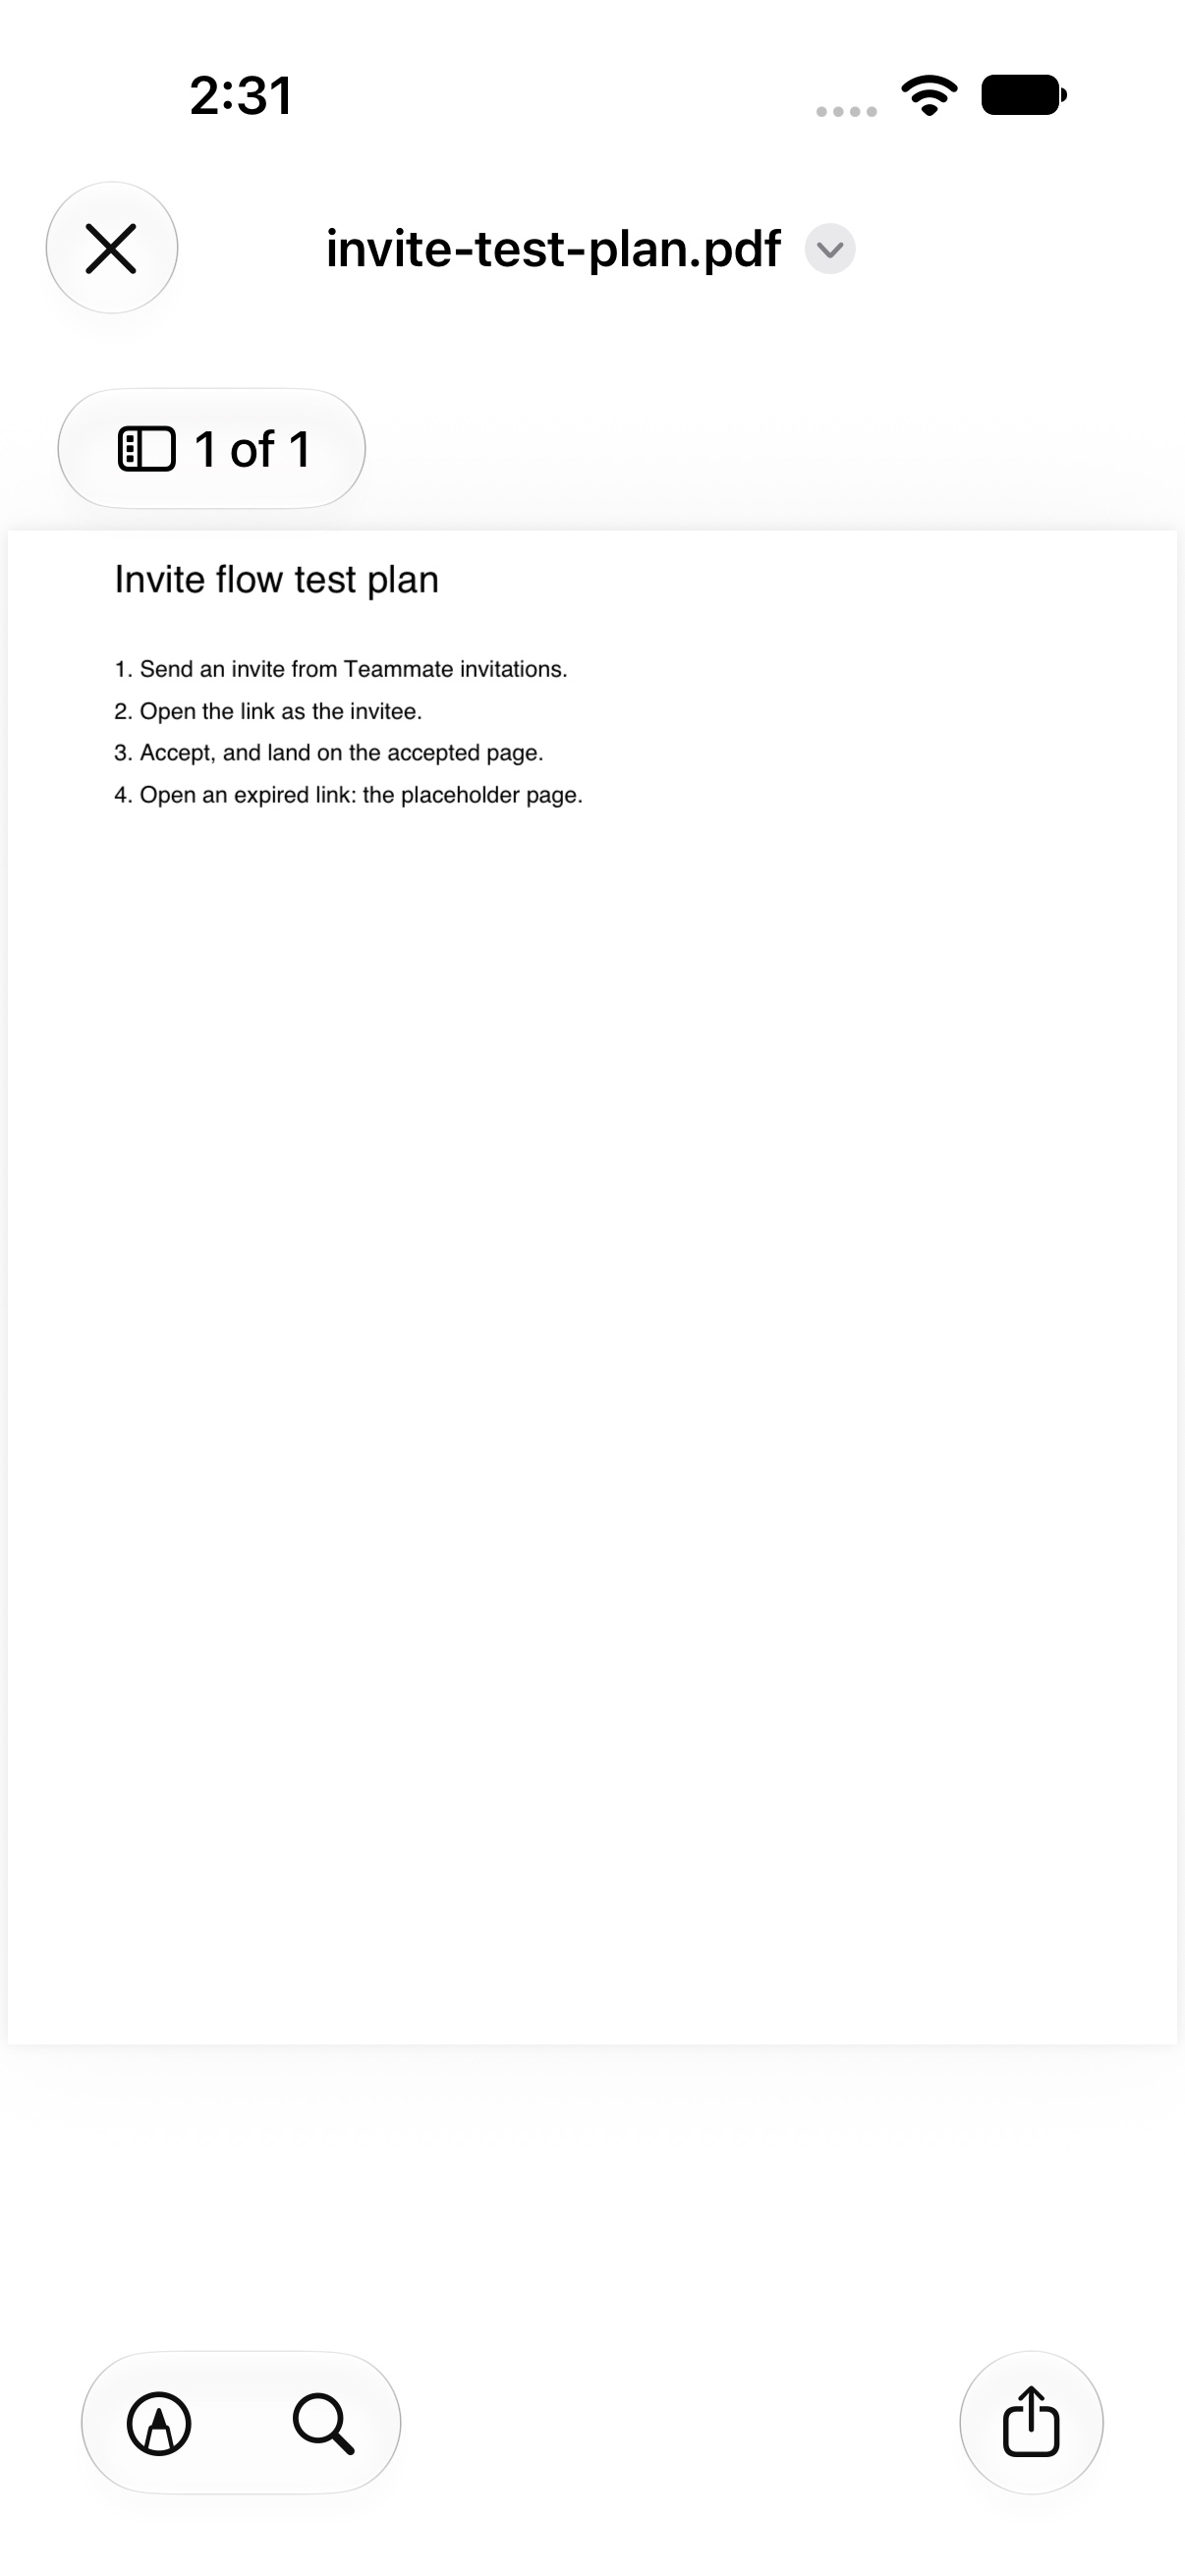 2:31
invite-test-plan.pdf
1 of 1
Invite flow test plan
1. Send an invite from Teammate invitations.
2. Open the link as the invitee.
3. Accept, and land on the accepted page.
4. Open an expired link: the placeholder page.